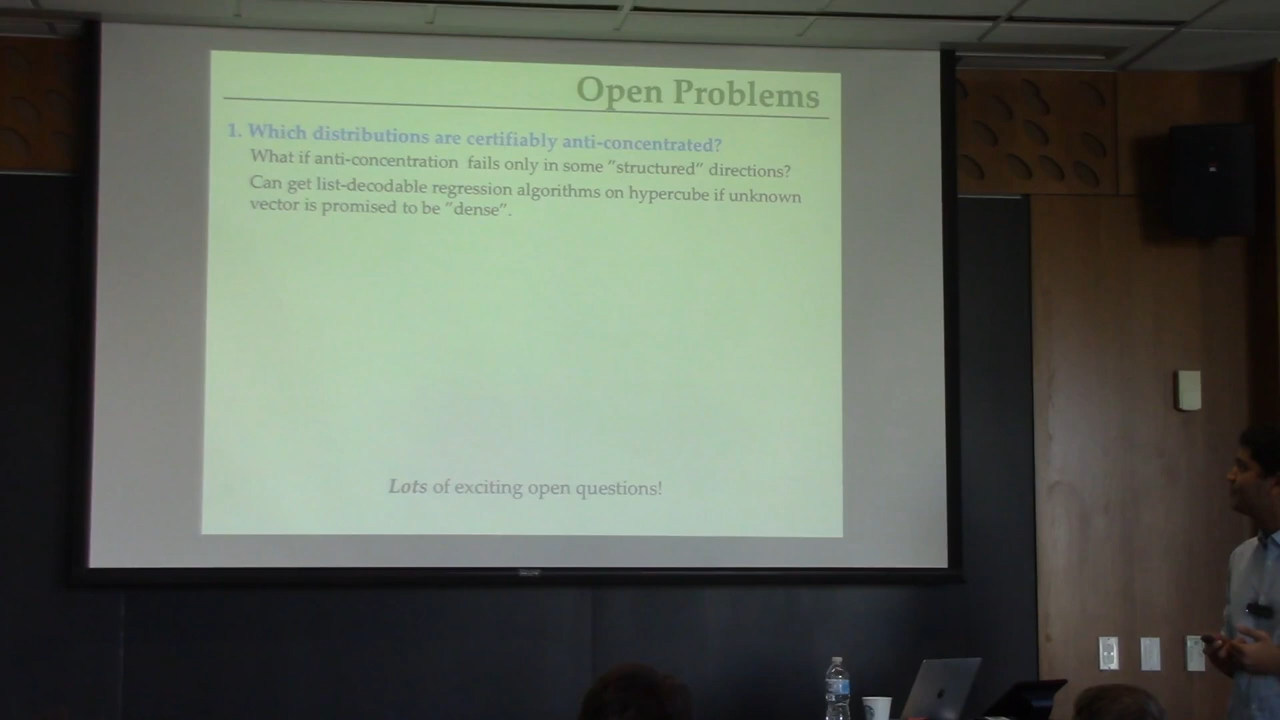 Open Problems
1. Which distributions are certifiably anti-concentrated?
What if anti-concentration fails only in some "structured" directions?
Can get list-decodable regression algorithms on hypercube if unknown
vector is promised to be "dense".
Lots of exciting open questions!